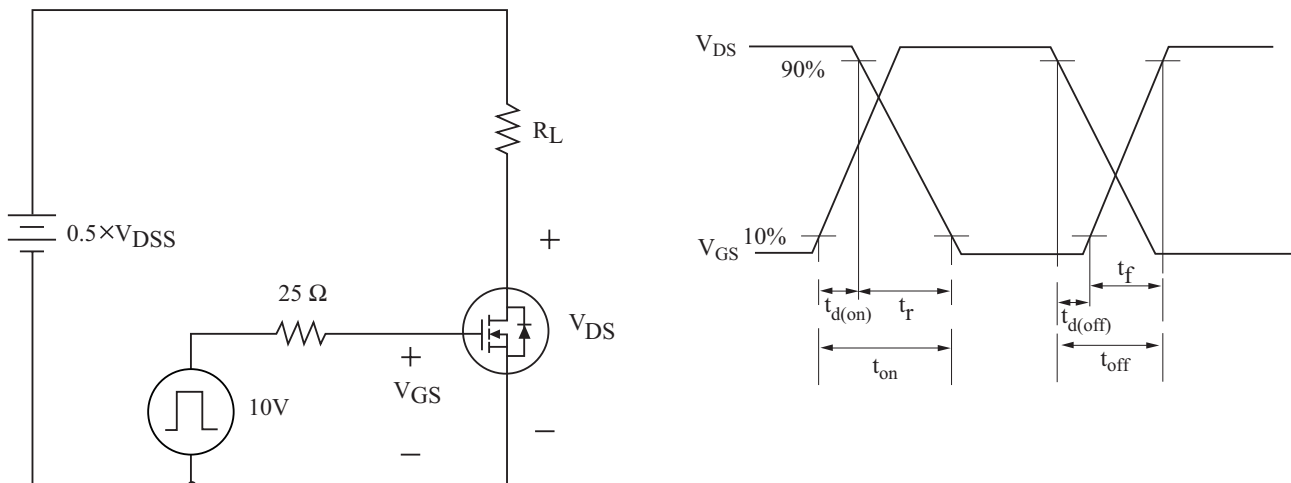 R_L
0.5×V_DSS
+
25 Ω
V_DS
+
V_GS
10V
−
−
V_DS
90%
V_GS 10%
t_d(on) t_r
t_on
t_f
t_d(off)
t_off